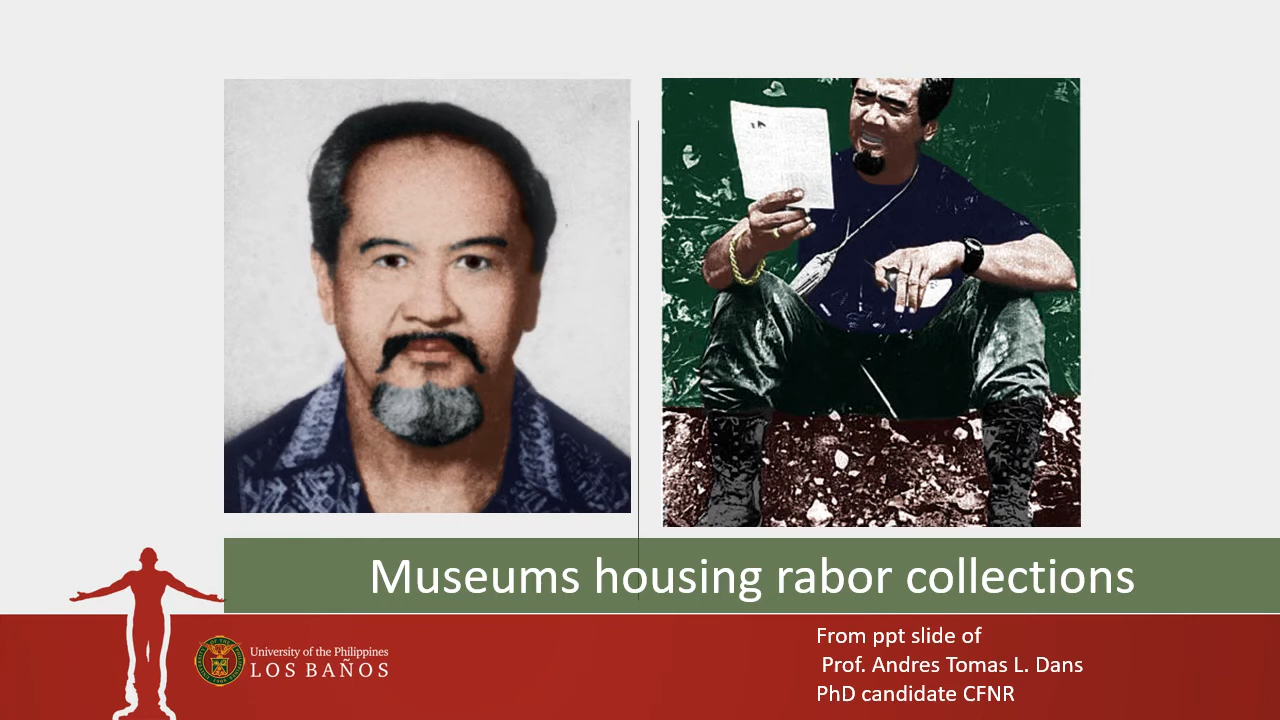 Museums housing rabor collections
University of the Philippines
LOS BAÑOS
From ppt slide of
Prof. Andres Tomas L. Dans
PhD candidate CFNR